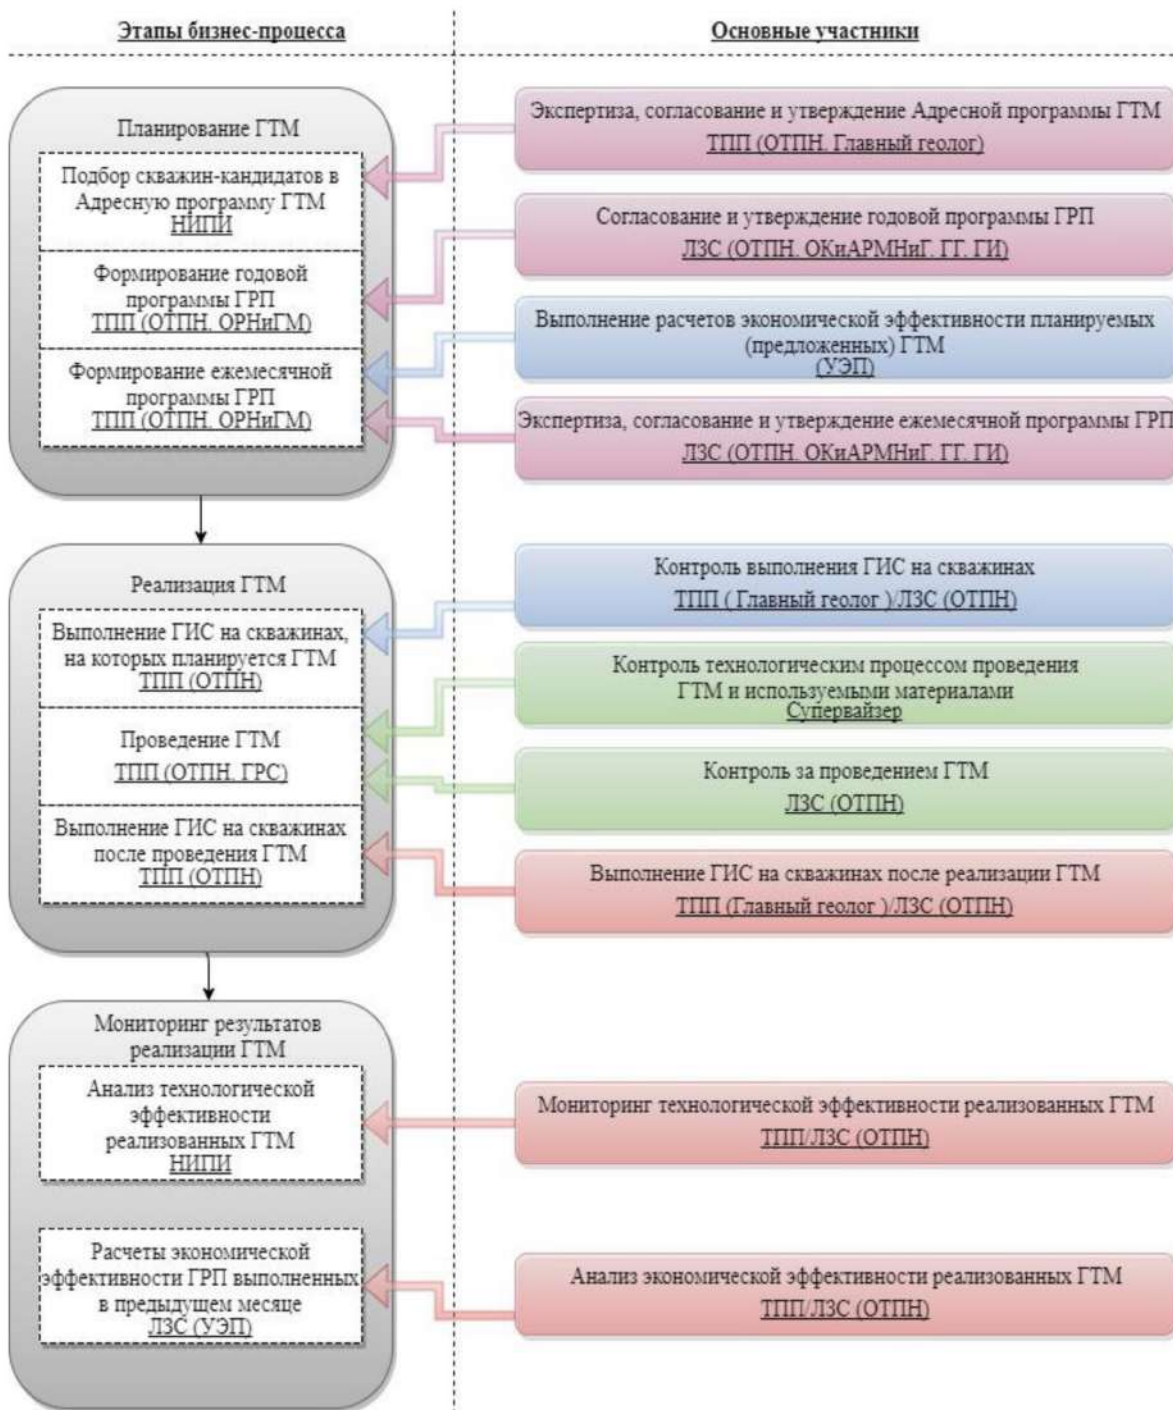 Этапы бизнес-процесса
Основные участники
Планирование ГТМ
Подбор скважин-кандидатов в
Адресную программу ГТМ
НИПИ
Формирование годовой
программы ГРП
ТПП (ОТПН. ОРНиГМ)
Формирование ежемесячной
программы ГРП
ТПП (ОТПН. ОРНиГМ)
Экспертиза, согласование и утверждение Адресной программы ГТМ
ТПП (ОТПН. Главный геолог)
Согласование и утверждение годовой программы ГРП
ЛЗС (ОТПН. ОКиАРМНиГ. ГГ. ГИ)
Выполнение расчетов экономической эффективности планируемых
(предложенных) ГТМ
(УЭП)
Экспертиза, согласование и утверждение ежемесячной программы ГРП
ЛЗС (ОТПН. ОКиАРМНиГ. ГГ. ГИ)
Реализация ГТМ
Выполнение ГИС на скважинах,
на которых планируется ГТМ
ТПП (ОТПН)
Проведение ГТМ
ТПП (ОТПН. ГРС)
Выполнение ГИС на скважинах
после проведения ГТМ
ТПП (ОТПН)
Контроль выполнения ГИС на скважинах
ТПП ( Главный геолог )/ЛЗС (ОТПН)
Контроль технологическим процессом проведения
ГТМ и используемыми материалами
Супервайзер
Контроль за проведением ГТМ
ЛЗС (ОТПН)
Выполнение ГИС на скважинах после реализации ГТМ
ТПП (Главный геолог )/ЛЗС (ОТПН)
Мониторинг результатов
реализации ГТМ
Анализ технологической
эффективности
реализованных ГТМ
НИПИ
Расчеты экономической
эффективности ГРП выполненных
в предыдущем месяце
ЛЗС (УЭП)
Мониторинг технологической эффективности реализованных ГТМ
ТПП/ЛЗС (ОТПН)
Анализ экономической эффективности реализованных ГТМ
ТПП/ЛЗС (ОТПН)